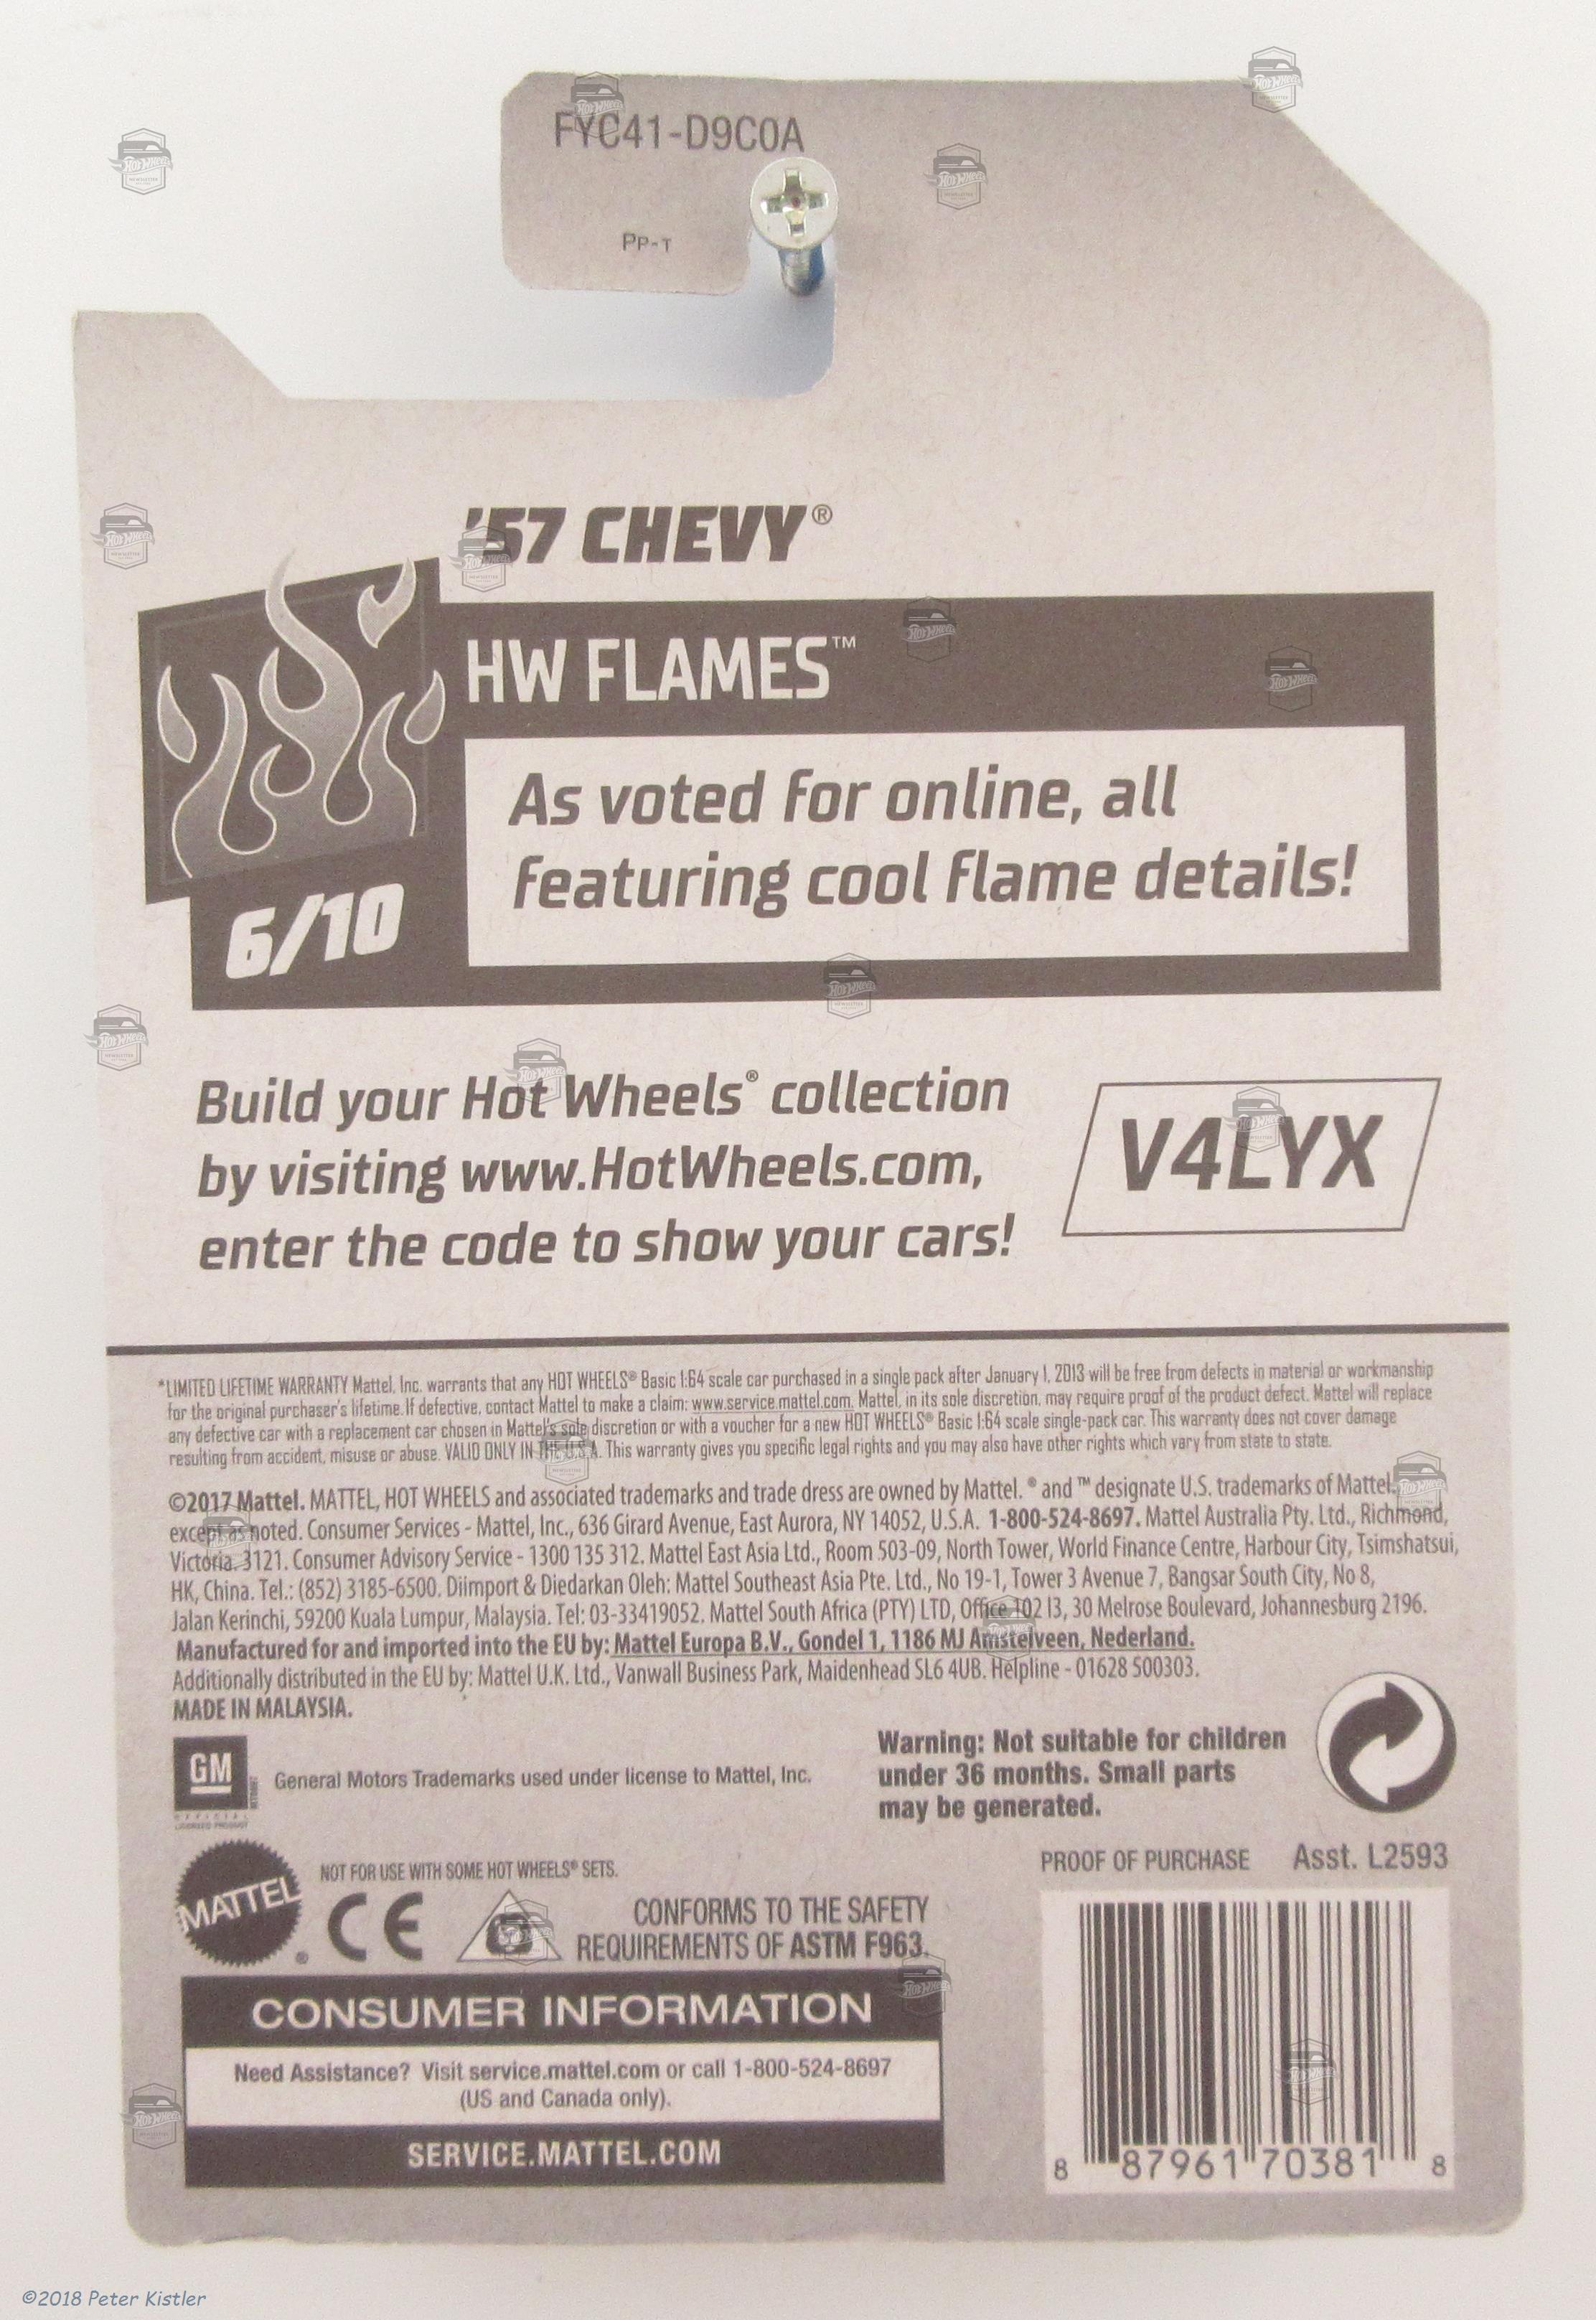 FYC41-D9C0A
PP-T
'57 CHEVY®
HW FLAMES™
As voted for online, all
featuring cool flame details!
6/10
Build your Hot Wheels® collection
by visiting www.HotWheels.com,
enter the code to show your cars!
V4LYX
*LIMITED LIFETIME WARRANTY Mattel, Inc. warrants that any HOT WHEELS® Basic 1:64 scale car purchased in a single pack after January 1, 2013 will be free from defects in material or workmanship
for the original purchaser's lifetime. If defective, contact Mattel to make a claim: www.service.mattel.com. Mattel, in its sole discretion, may require proof of the product defect. Mattel will replace
any defective car with a replacement car chosen in Mattel's sole discretion or with a voucher for a new HOT WHEELS® Basic 1:64 scale single-pack car. This warranty does not cover damage
resulting from accident, misuse or abuse. VALID ONLY IN THE U.S.A. This warranty gives you specific legal rights and you may also have other rights which vary from state to state.
©2017 Mattel. MATTEL, HOT WHEELS and associated trademarks and trade dress are owned by Mattel. ® and ™ designate U.S. trademarks of Mattel,
except as noted. Consumer Services - Mattel, Inc., 636 Girard Avenue, East Aurora, NY 14052, U.S.A. 1-800-524-8697. Mattel Australia Pty. Ltd., Richmond,
Victoria. 3121. Consumer Advisory Service - 1300 135 312. Mattel East Asia Ltd., Room 503-09, North Tower, World Finance Centre, Harbour City, Tsimshatsui,
HK, China. Tel.: (852) 3185-6500. Diimport & Diedarkan Oleh: Mattel Southeast Asia Pte. Ltd., No 19-1, Tower 3 Avenue 7, Bangsar South City, No 8,
Jalan Kerinchi, 59200 Kuala Lumpur, Malaysia. Tel: 03-33419052. Mattel South Africa (PTY) LTD, Office 102 I3, 30 Melrose Boulevard, Johannesburg 2196.
Manufactured for and imported into the EU by: Mattel Europa B.V., Gondel 1, 1186 MJ Amstelveen, Nederland.
Additionally distributed in the EU by: Mattel U.K. Ltd., Vanwall Business Park, Maidenhead SL6 4UB. Helpline - 01628 500303.
MADE IN MALAYSIA.
GM
OFFICIAL
LICENSED PRODUCT
General Motors Trademarks used under license to Mattel, Inc.
Warning: Not suitable for children
under 36 months. Small parts
may be generated.
MATTEL®
NOT FOR USE WITH SOME HOT WHEELS® SETS.
CE
CONFORMS TO THE SAFETY
REQUIREMENTS OF ASTM F963.
PROOF OF PURCHASE Asst. L2593
CONSUMER INFORMATION
Need Assistance? Visit service.mattel.com or call 1-800-524-8697
(US and Canada only).
SERVICE.MATTEL.COM
8 87961 70381 8
©2018 Peter Kistler